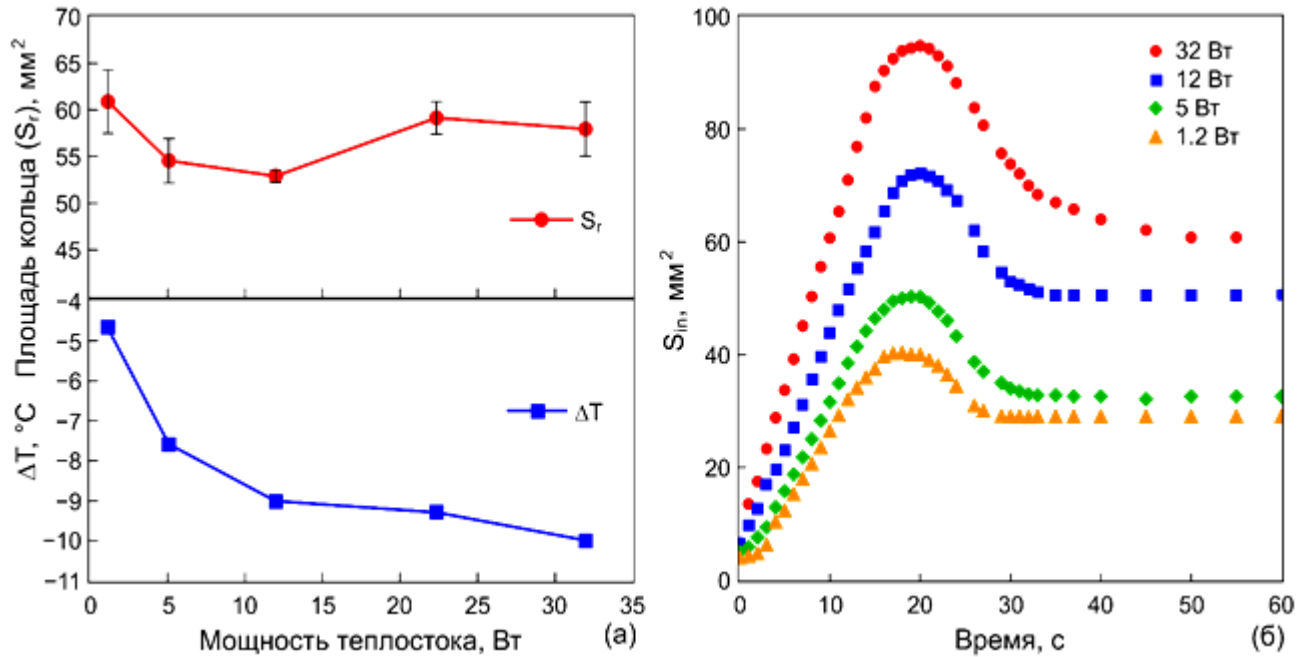 70
65
60
55
50
45
−4
−5
−6
−7
−8
−9
−10
−11
ΔT, °C Площадь кольца (Sr), мм²
Sr
ΔT
0 5 10 15 20 25 30 35
Мощность теплостока, Вт
(а)
100
80
60
40
20
0
Sin, мм²
32 Вт
12 Вт
5 Вт
1.2 Вт
0 10 20 30 40 50 60
Время, с
(б)